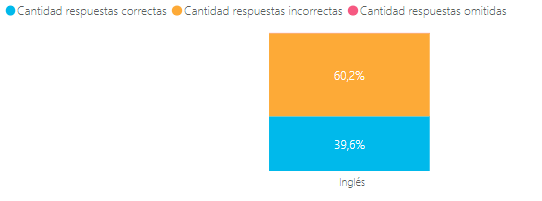 Cantidad respuestas correctas Cantidad respuestas incorrectas Cantidad respuestas omitidas
60,2%
39,6%
Inglés